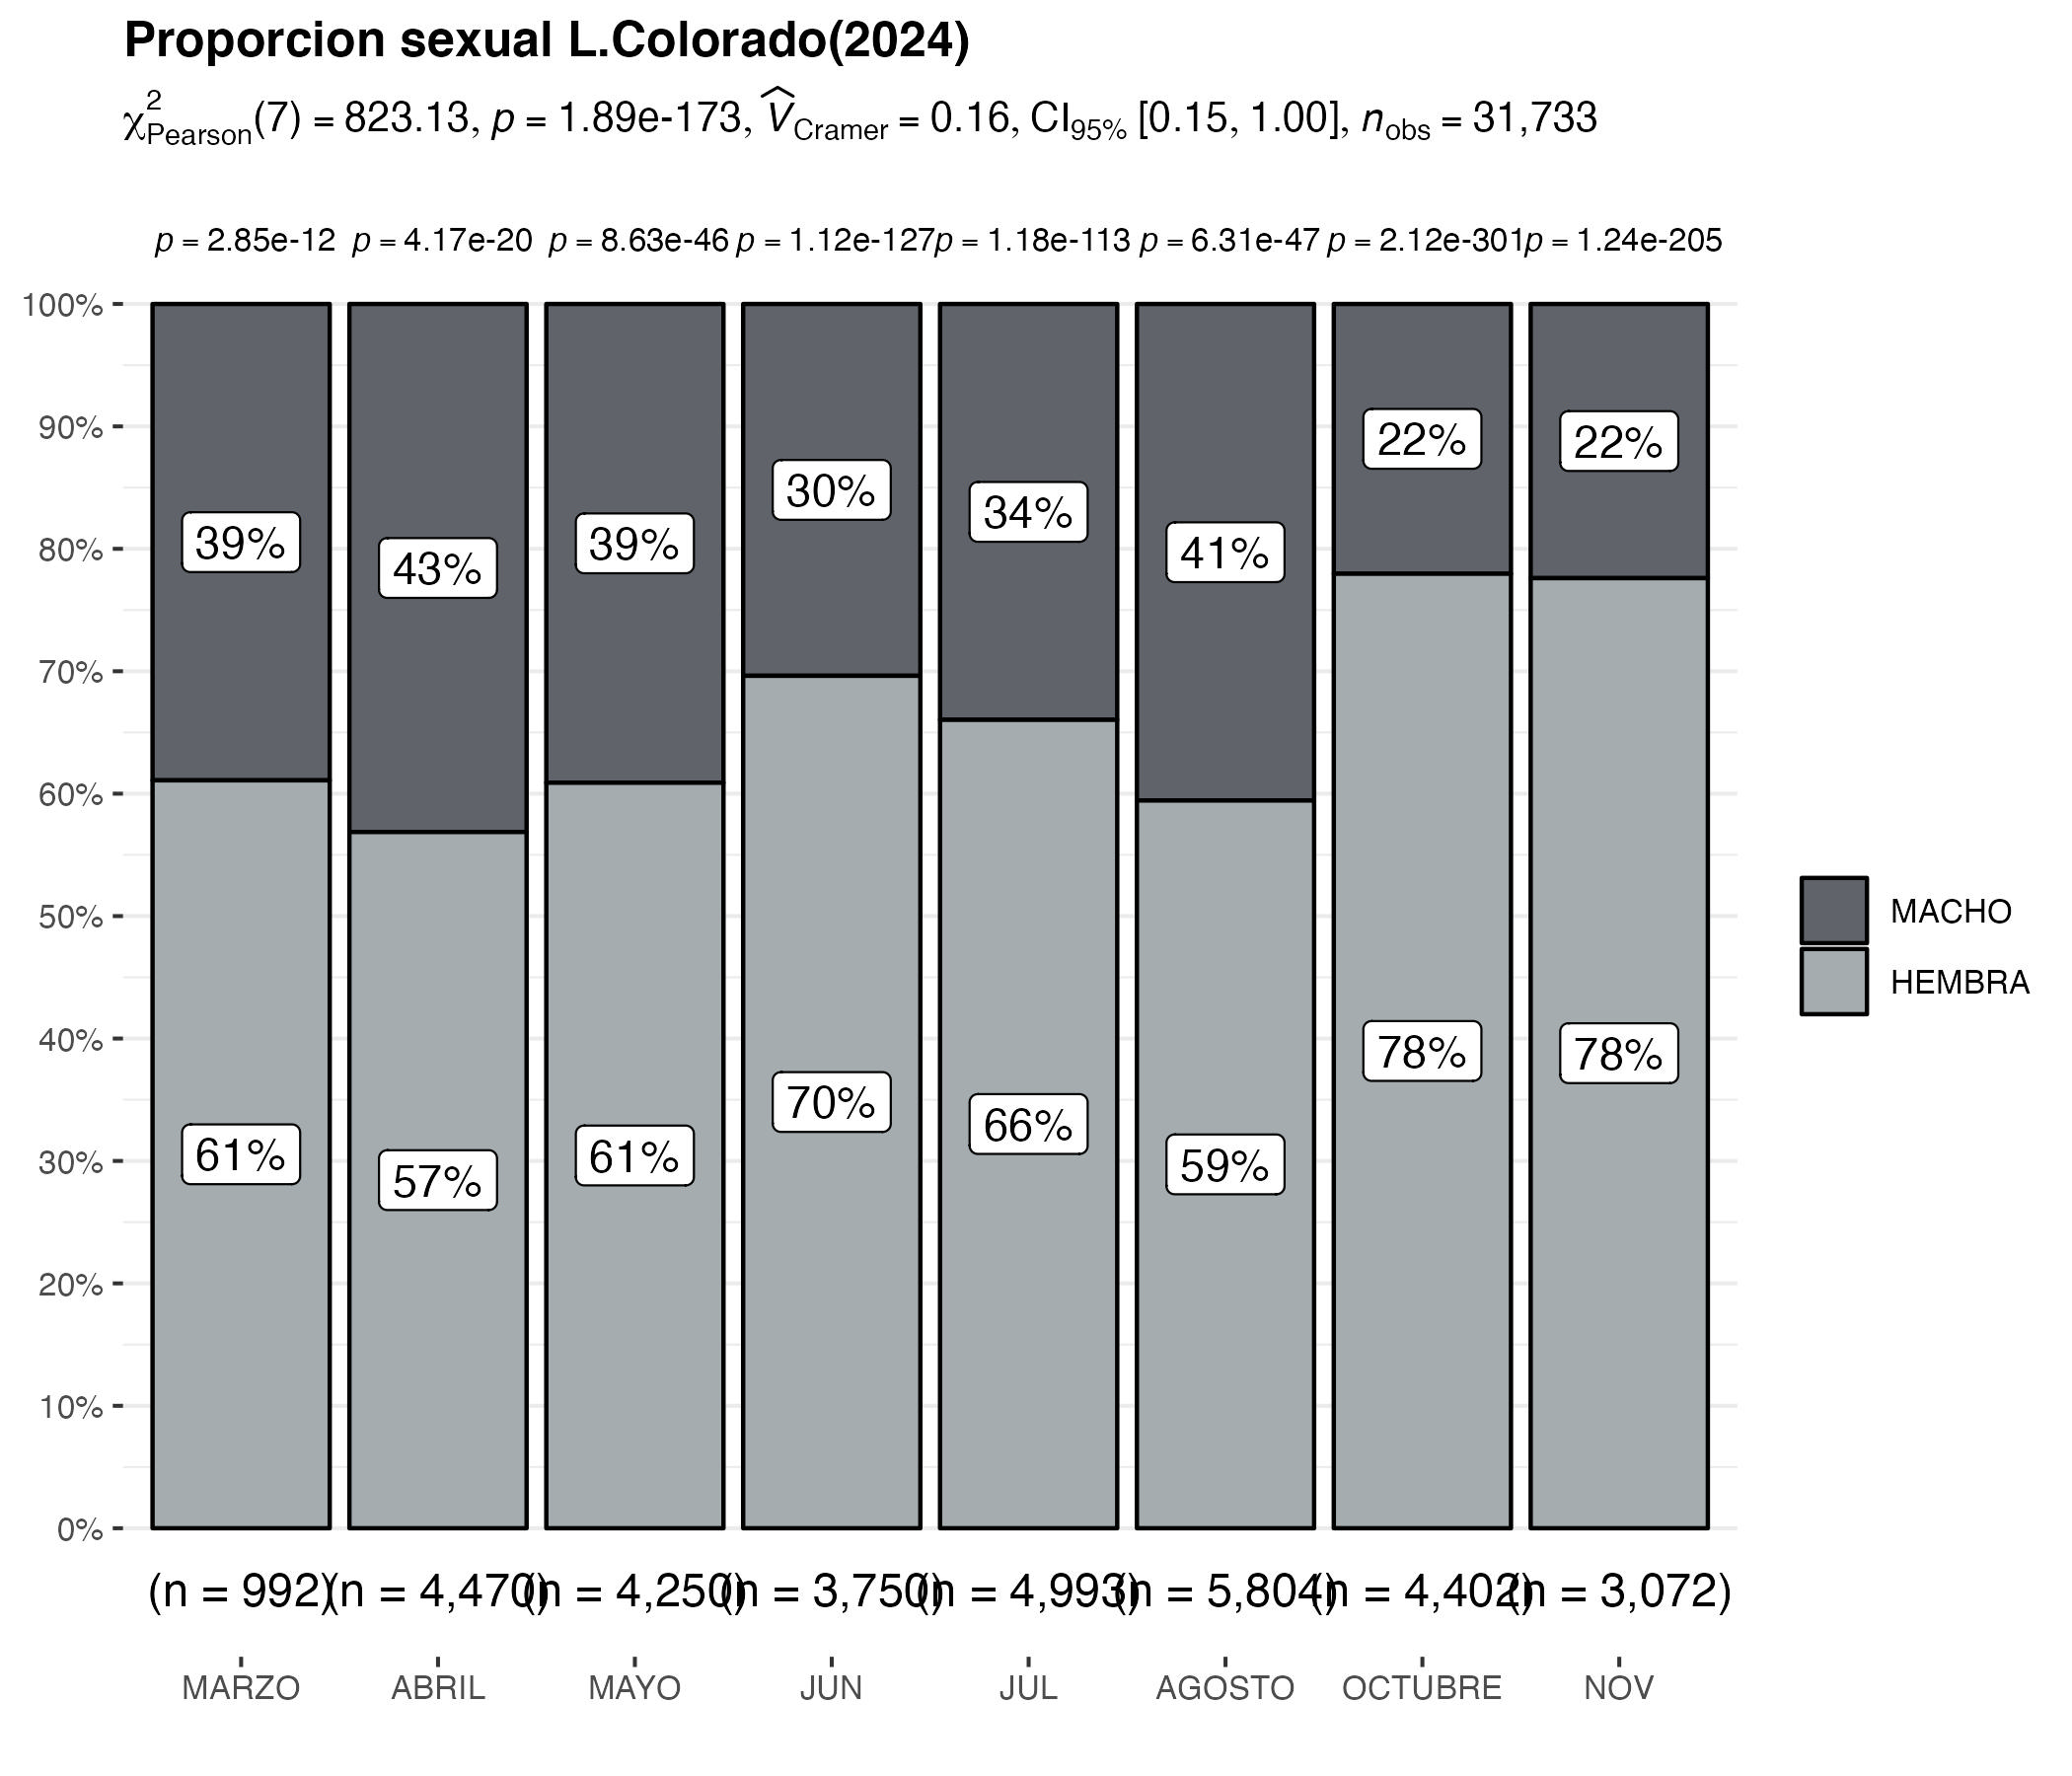 Proporcion sexual L.Colorado(2024)
χ²Pearson(7) = 823.13, p = 1.89e-173, V̂Cramer = 0.16, CI95% [0.15, 1.00], nobs = 31,733
p = 2.85e-12 p = 4.17e-20 p = 8.63e-46 p = 1.12e-127 p = 1.18e-113 p = 6.31e-47 p = 2.12e-301 p = 1.24e-205
100%
90%
80%
70%
60%
50%
40%
30%
20%
10%
0%
39% 43% 39% 30% 34% 41% 22% 22%
61% 57% 61% 70% 66% 59% 78% 78%
MACHO
HEMBRA
(n = 992) (n = 4,470) (n = 4,250) (n = 3,750) (n = 4,993) (n = 5,804) (n = 4,402) (n = 3,072)
MARZO ABRIL MAYO JUN JUL AGOSTO OCTUBRE NOV